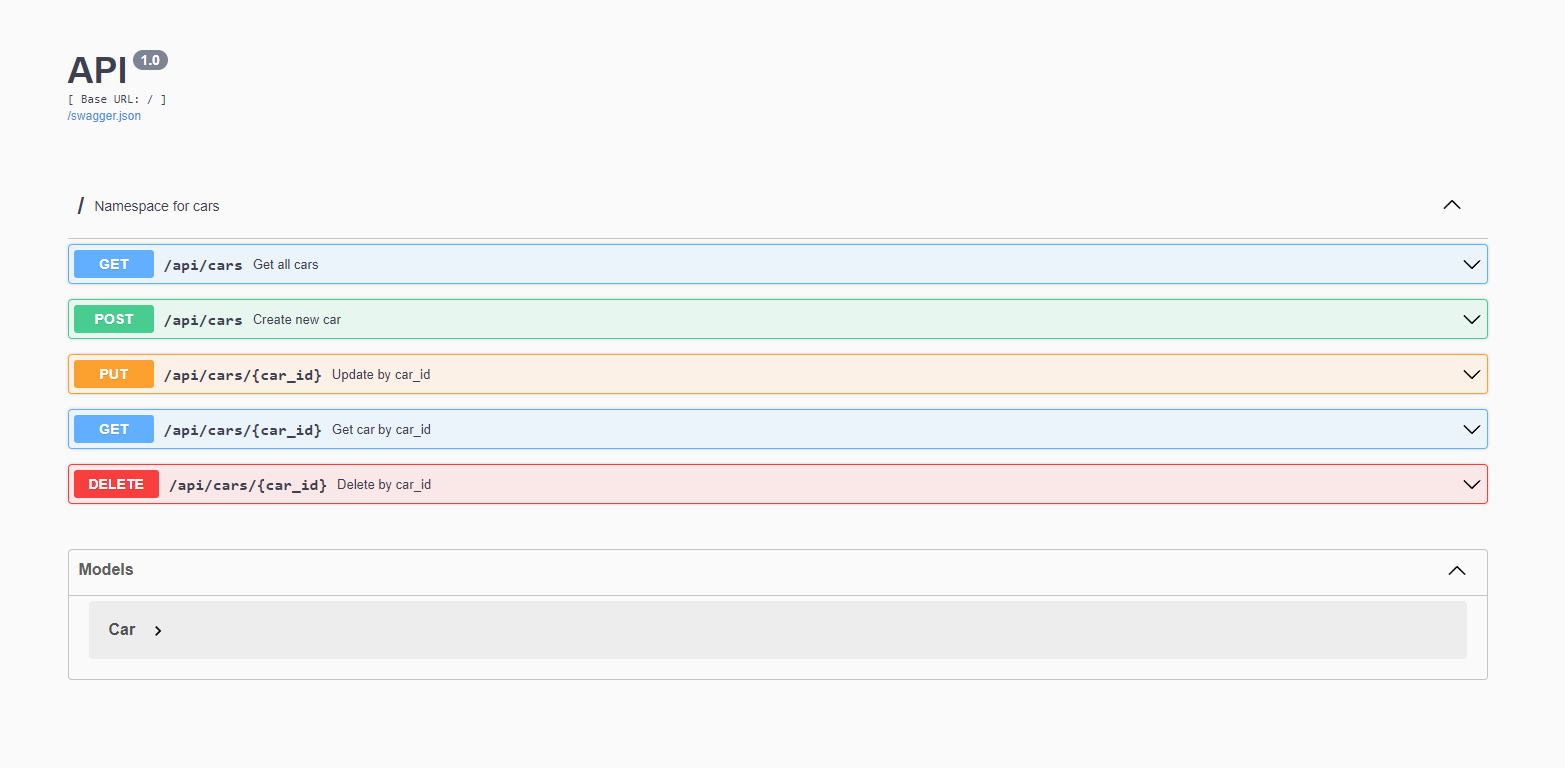 API 1.0
[ Base URL: / ]
/swagger.json
/ Namespace for cars
GET /api/cars Get all cars
POST /api/cars Create new car
PUT /api/cars/{car_id} Update by car_id
GET /api/cars/{car_id} Get car by car_id
DELETE /api/cars/{car_id} Delete by car_id
Models
Car